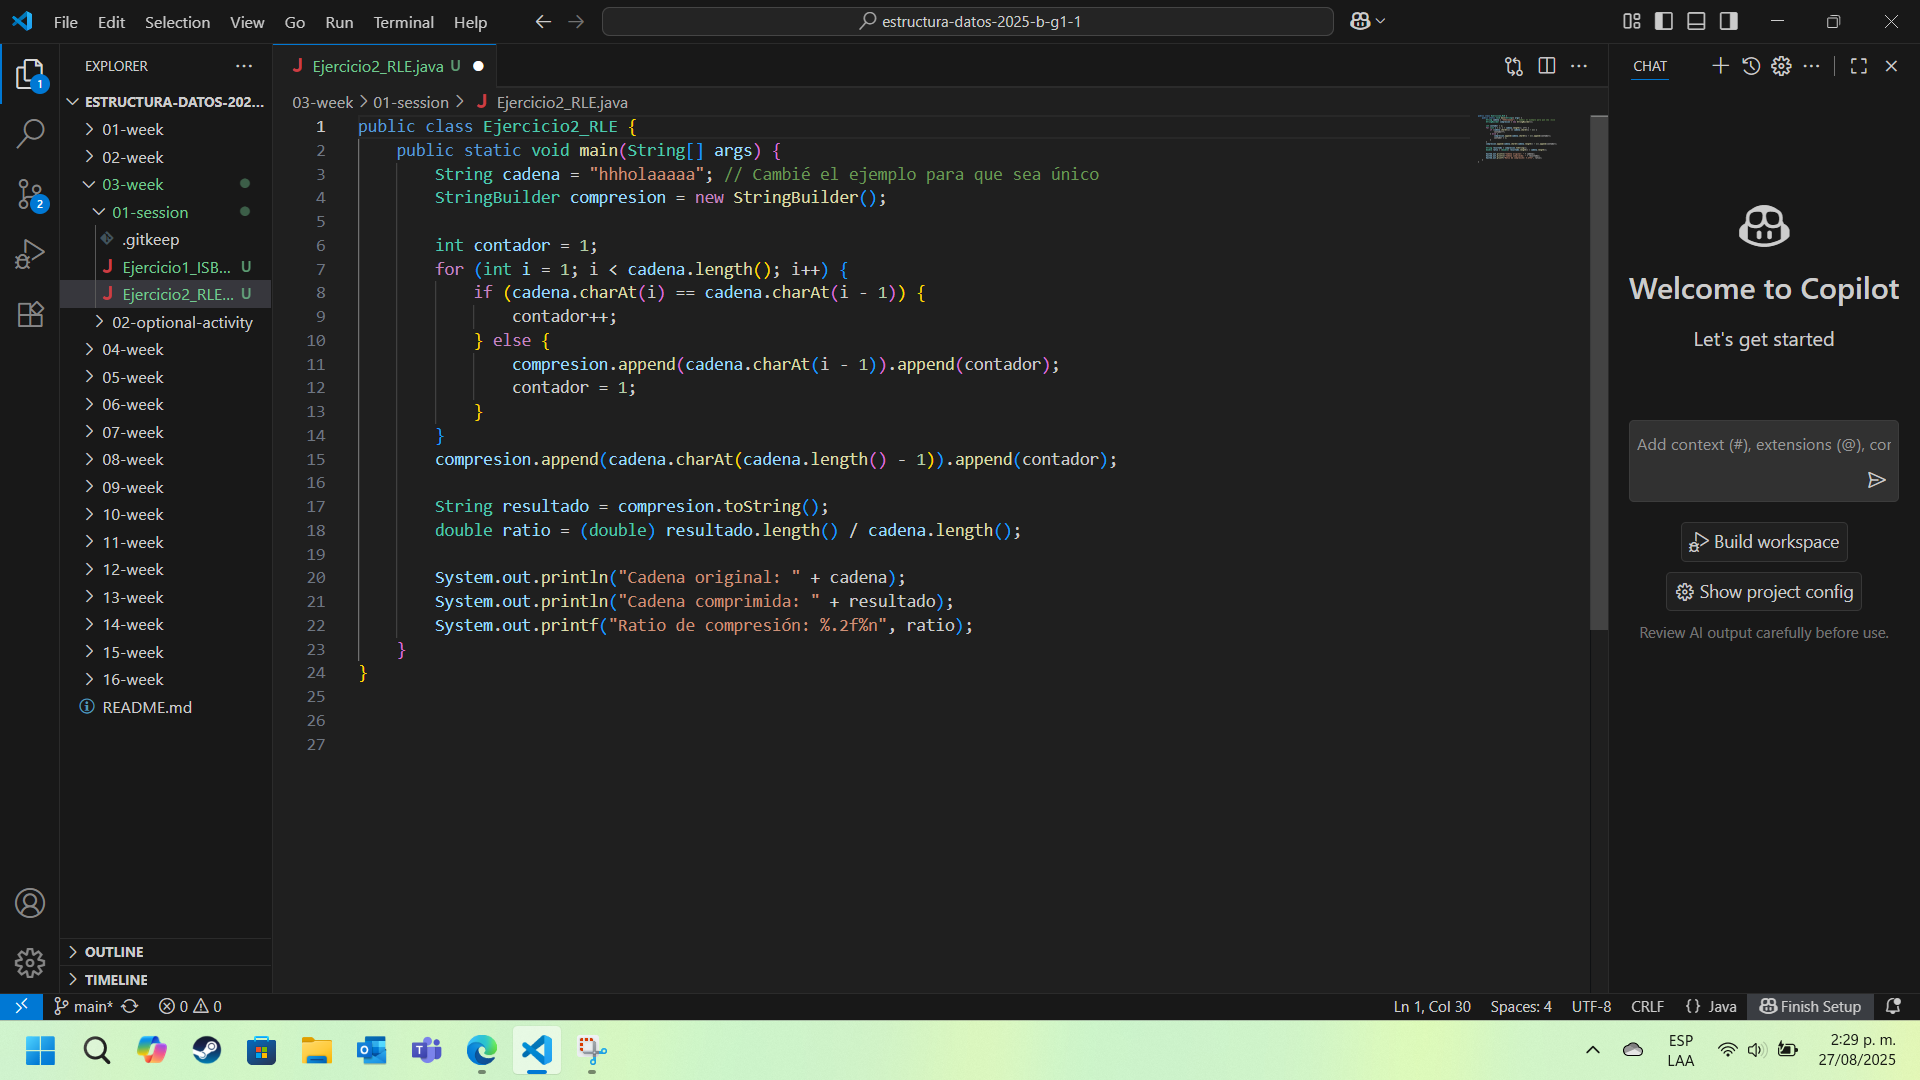 File Edit Selection View Go Run Terminal Help
estructura-datos-2025-b-g1-1
EXPLORER
1
ESTRUCTURA-DATOS-202...
01-week
02-week
03-week
01-session
.gitkeep
Ejercicio1_ISB... U
Ejercicio2_RLE... U
02-optional-activity
04-week
05-week
06-week
07-week
08-week
09-week
10-week
11-week
12-week
13-week
14-week
15-week
16-week
README.md
2
OUTLINE
TIMELINE
Ejercicio2_RLE.java U
03-week > 01-session > Ejercicio2_RLE.java
1 public class Ejercicio2_RLE {
2 public static void main(String[] args) {
3 String cadena = "hhholaaaaa"; // Cambié el ejemplo para que sea único
4 StringBuilder compresion = new StringBuilder();
5
6 int contador = 1;
7 for (int i = 1; i < cadena.length(); i++) {
8 if (cadena.charAt(i) == cadena.charAt(i - 1)) {
9 contador++;
10 } else {
11 compresion.append(cadena.charAt(i - 1)).append(contador);
12 contador = 1;
13 }
14 }
15 compresion.append(cadena.charAt(cadena.length() - 1)).append(contador);
16
17 String resultado = compresion.toString();
18 double ratio = (double) resultado.length() / cadena.length();
19
20 System.out.println("Cadena original: " + cadena);
21 System.out.println("Cadena comprimida: " + resultado);
22 System.out.printf("Ratio de compresión: %.2f%n", ratio);
23 }
24 }
25
26
27
CHAT
Welcome to Copilot
Let's get started
Add context (#), extensions (@), cor
Build workspace
Show project config
Review AI output carefully before use.
main* 0 0
Ln 1, Col 30 Spaces: 4 UTF-8 CRLF {} Java Finish Setup
ESP
LAA
2:29 p. m.
27/08/2025